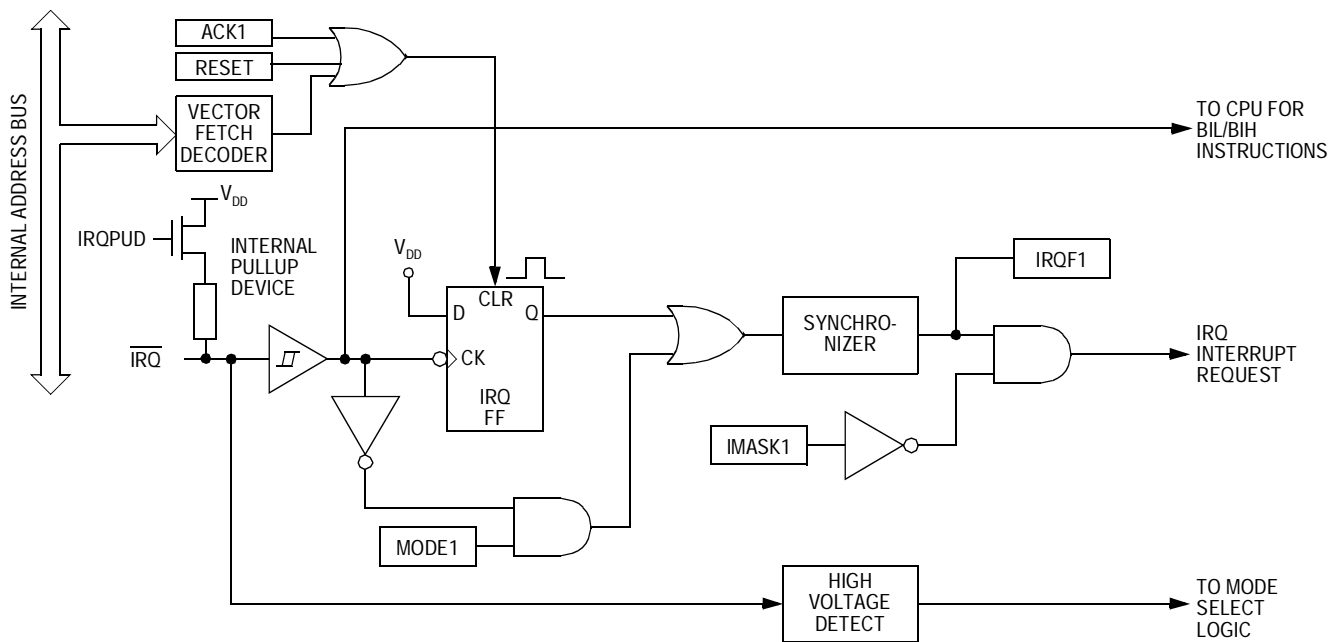 INTERNAL ADDRESS BUS
ACK1
RESET
VECTOR
FETCH
DECODER
TO CPU FOR
BIL/BIH
INSTRUCTIONS
VDD
IRQPUD
INTERNAL
PULLUP
DEVICE
VDD
CLR
D
Q
CK
IRQ
FF
IRQ
SYNCHRO-
NIZER
IRQF1
IRQ
INTERRUPT
REQUEST
IMASK1
MODE1
HIGH
VOLTAGE
DETECT
TO MODE
SELECT
LOGIC